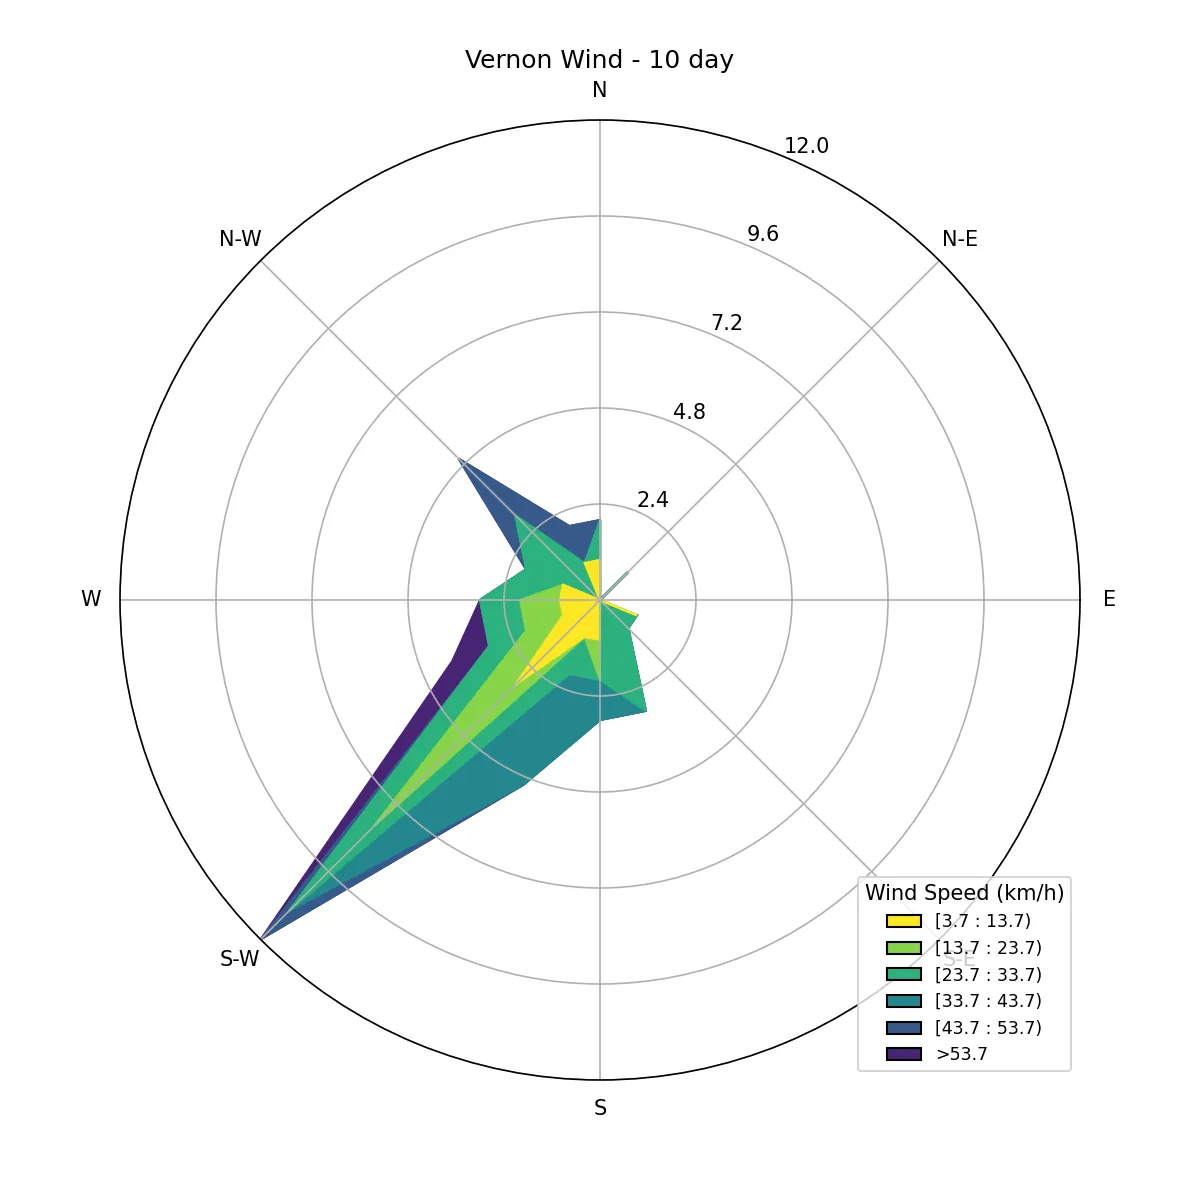 Vernon Wind - 10 day
N
12.0
N-W
N-E
9.6
7.2
4.8
2.4
W
E
S-W
S-E
S
Wind Speed (km/h)
[3.7 : 13.7)
[13.7 : 23.7)
[23.7 : 33.7)
[33.7 : 43.7)
[43.7 : 53.7)
>53.7